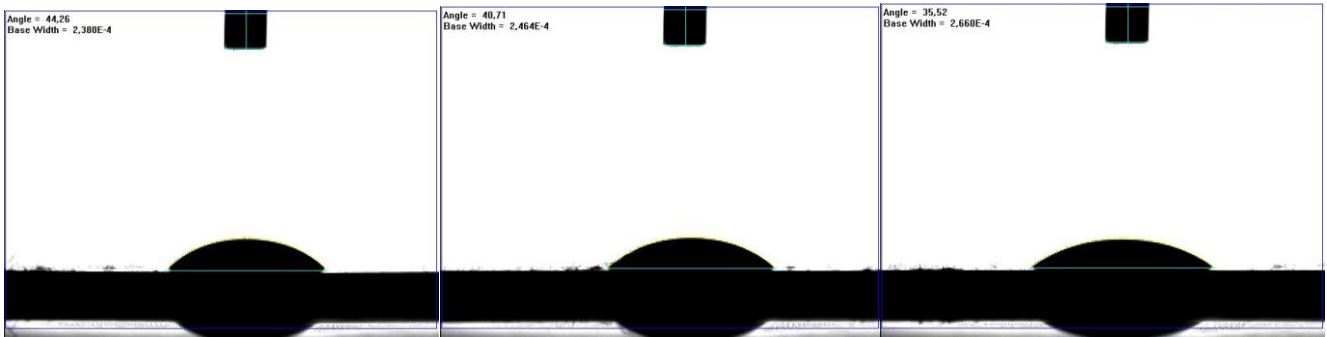 Angle = 44,26
Base Width = 2,380E-4
Angle = 40,71
Base Width = 2,464E-4
Angle = 35,52
Base Width = 2,660E-4